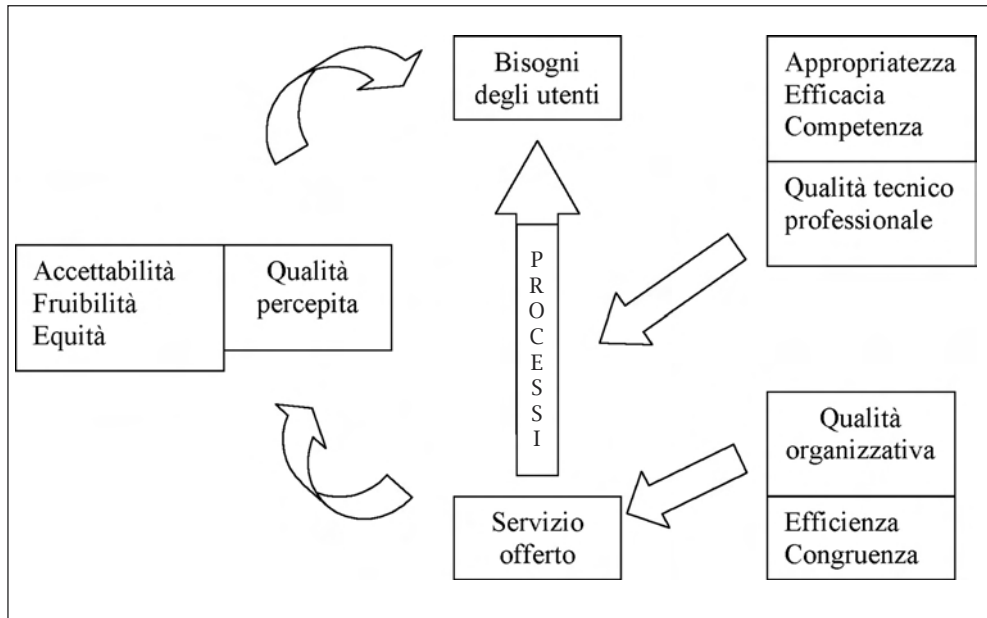 Bisogni
degli utenti
Appropriatezza
Efficacia
Competenza
Qualità tecnico
professionale
Accettabilità
Fruibilità
Equità
Qualità
percepita
PROCESSI
Qualità
organizzativa
Efficienza
Congruenza
Servizio
offerto